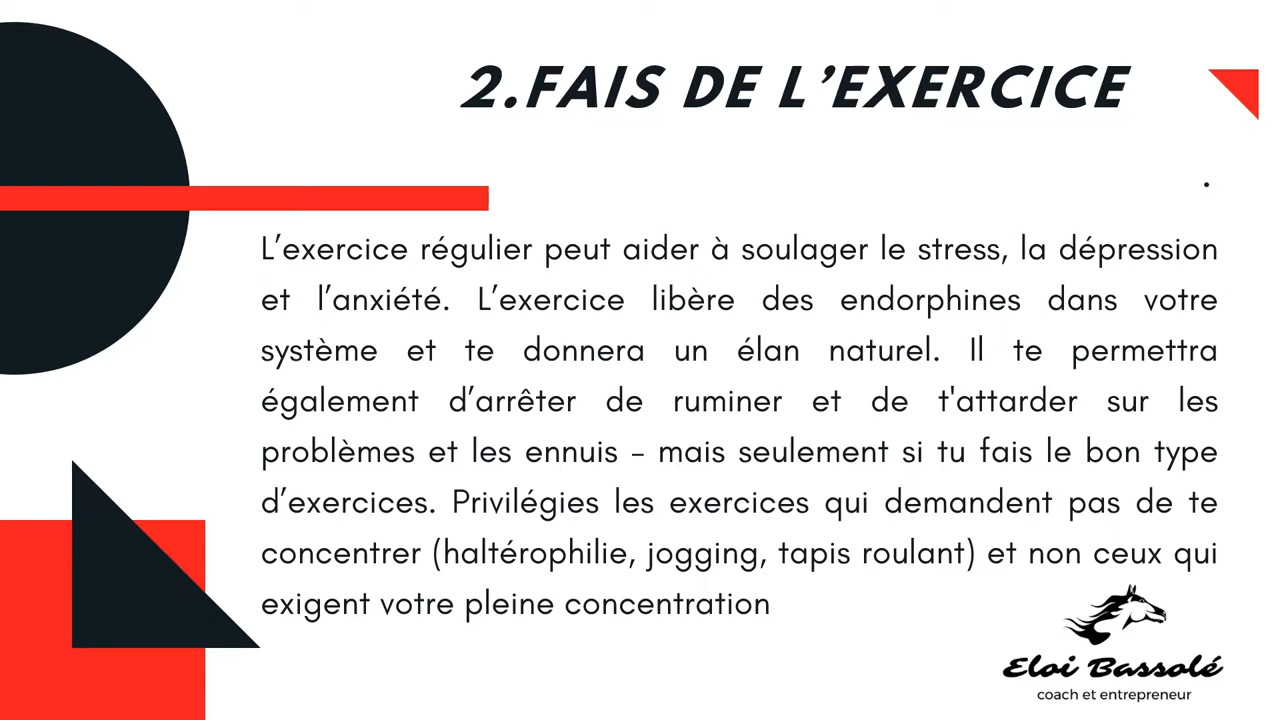 2.FAIS DE L’EXERCICE
.
L’exercice régulier peut aider à soulager le stress, la dépression
et l’anxiété. L’exercice libère des endorphines dans votre
système et te donnera un élan naturel. Il te permettra
également d’arrêter de ruminer et de t'attarder sur les
problèmes et les ennuis – mais seulement si tu fais le bon type
d’exercices. Privilégies les exercices qui demandent pas de te
concentrer (haltérophilie, jogging, tapis roulant) et non ceux qui
exigent votre pleine concentration
Eloi Bassolé
coach et entrepreneur